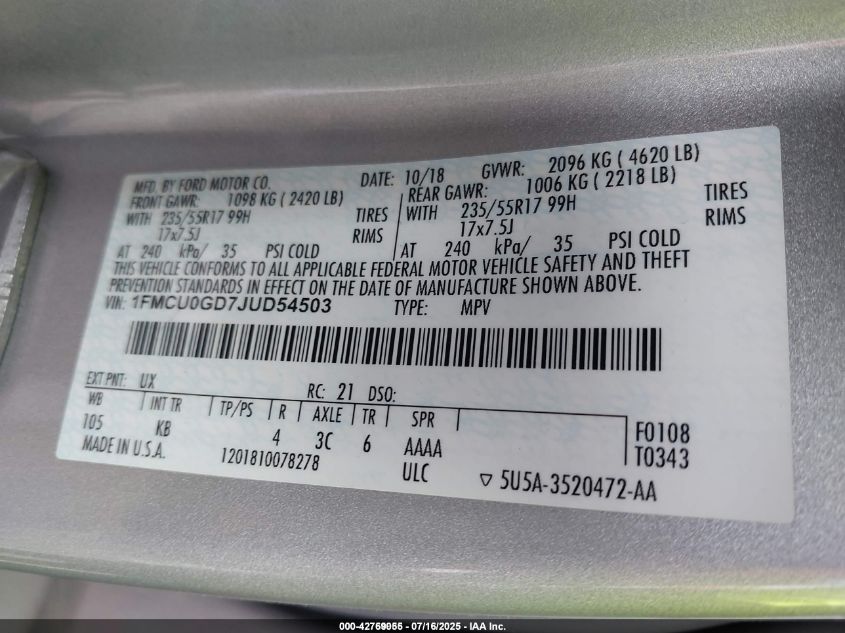 MFD. BY FORD MOTOR CO. DATE: 10/18 GVWR: 2096 KG ( 4620 LB)
FRONT GAWR: 1098 KG ( 2420 LB) REAR GAWR: 1006 KG ( 2218 LB)
WITH 235/55R17 99H TIRES WITH 235/55R17 99H TIRES
17x7.5J RIMS 17x7.5J RIMS
AT 240 kPa/ 35 PSI COLD AT 240 kPa/ 35 PSI COLD
THIS VEHICLE CONFORMS TO ALL APPLICABLE FEDERAL MOTOR VEHICLE SAFETY AND THEFT
PREVENTION STANDARDS IN EFFECT ON THE DATE OF MANUFACTURE SHOWN ABOVE.
VIN: 1FMCU0GD7JUD54503 TYPE: MPV
EXT PNT: UX RC: 21 DSO:
WB INT TR TP/PS R AXLE TR SPR
105 KB 4 3C 6 AAAA F0108
MADE IN U.S.A. 1201810078278 ULC T0343
5U5A-3520472-AA
000-42759055 - 07/16/2025 - IAA Inc.